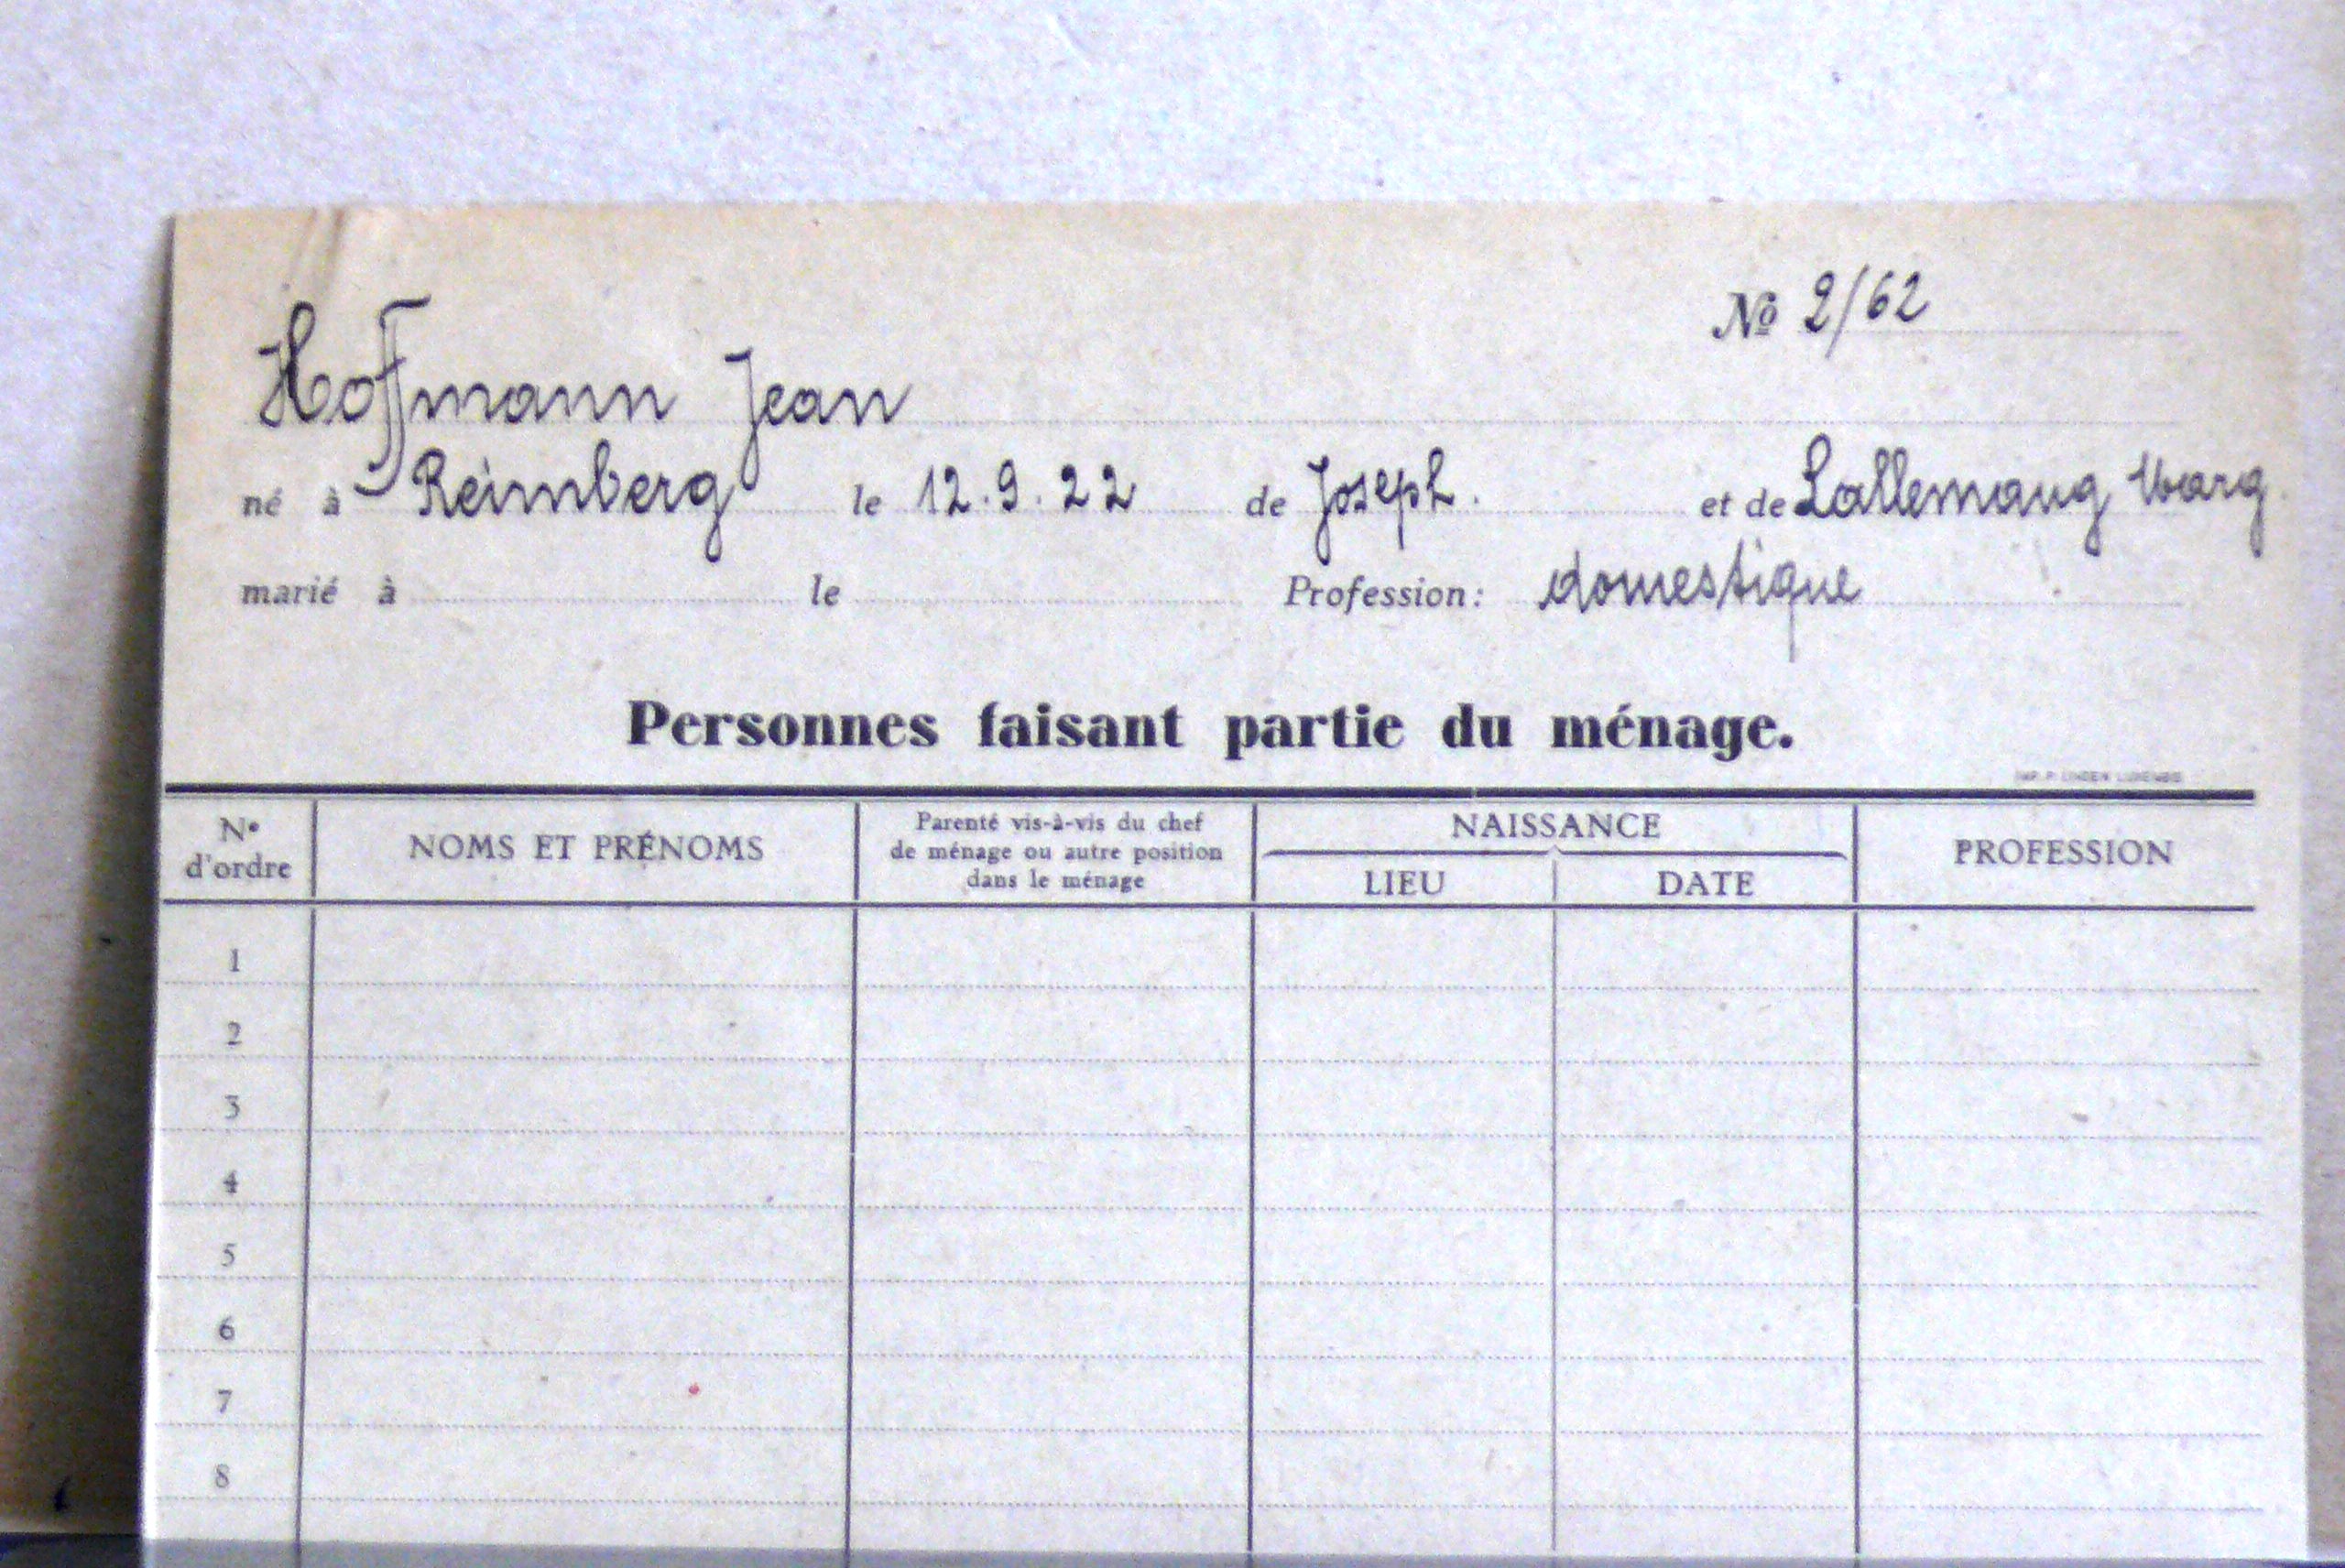 № 2/62
Hoffmann Jean
né à Reimberg le 12.9.22 de Joseph. et de Lallemang Marg.
marié à le Profession: domestique
Personnes faisant partie du ménage.
N° d'ordre
NOMS ET PRÉNOMS
Parenté vis-à-vis du chef
de ménage ou autre position
dans le ménage
NAISSANCE
LIEU DATE
PROFESSION
1
2
3
4
5
6
7
8